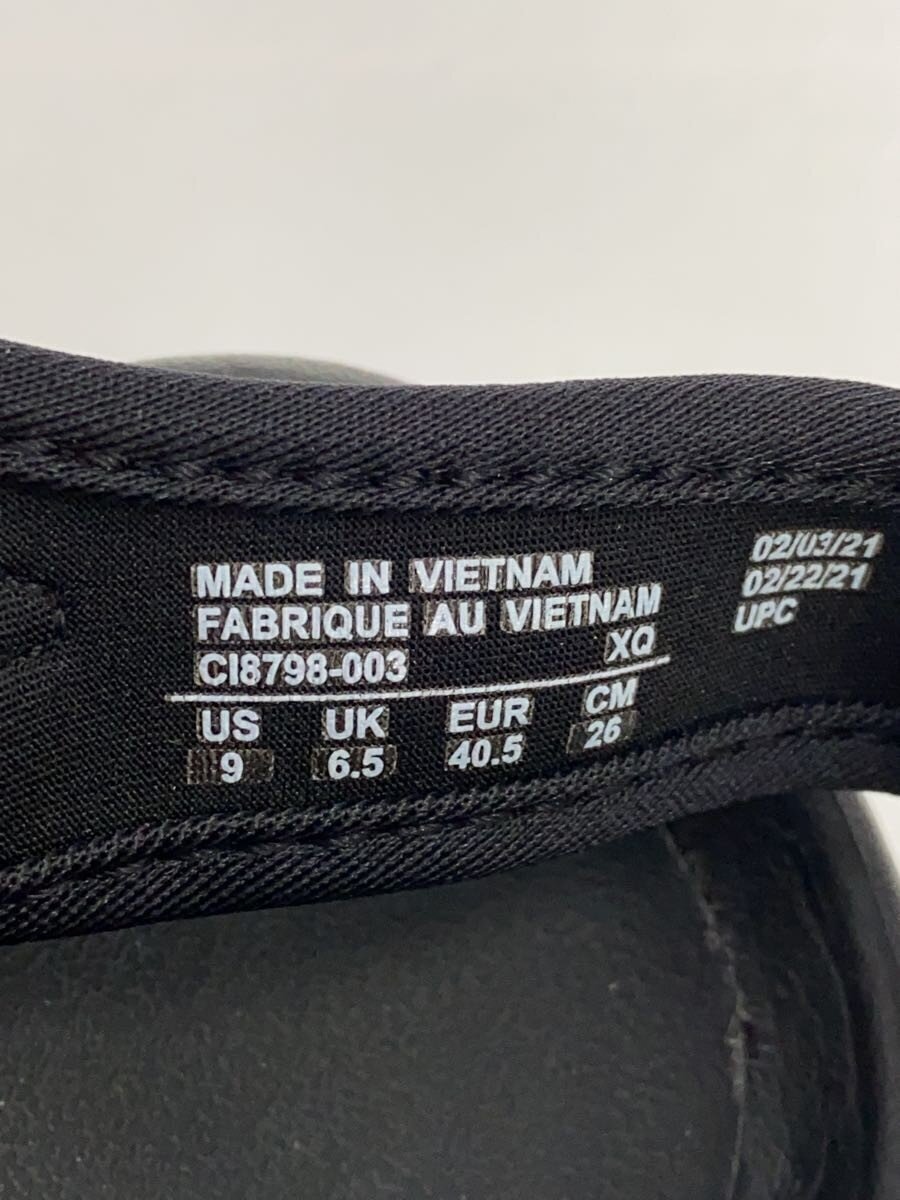 MADE IN VIETNAM
FABRIQUE AU VIETNAM
CI8798-003 XQ
US UK EUR CM
9 6.5 40.5 26
02/03/21
02/22/21
UPC